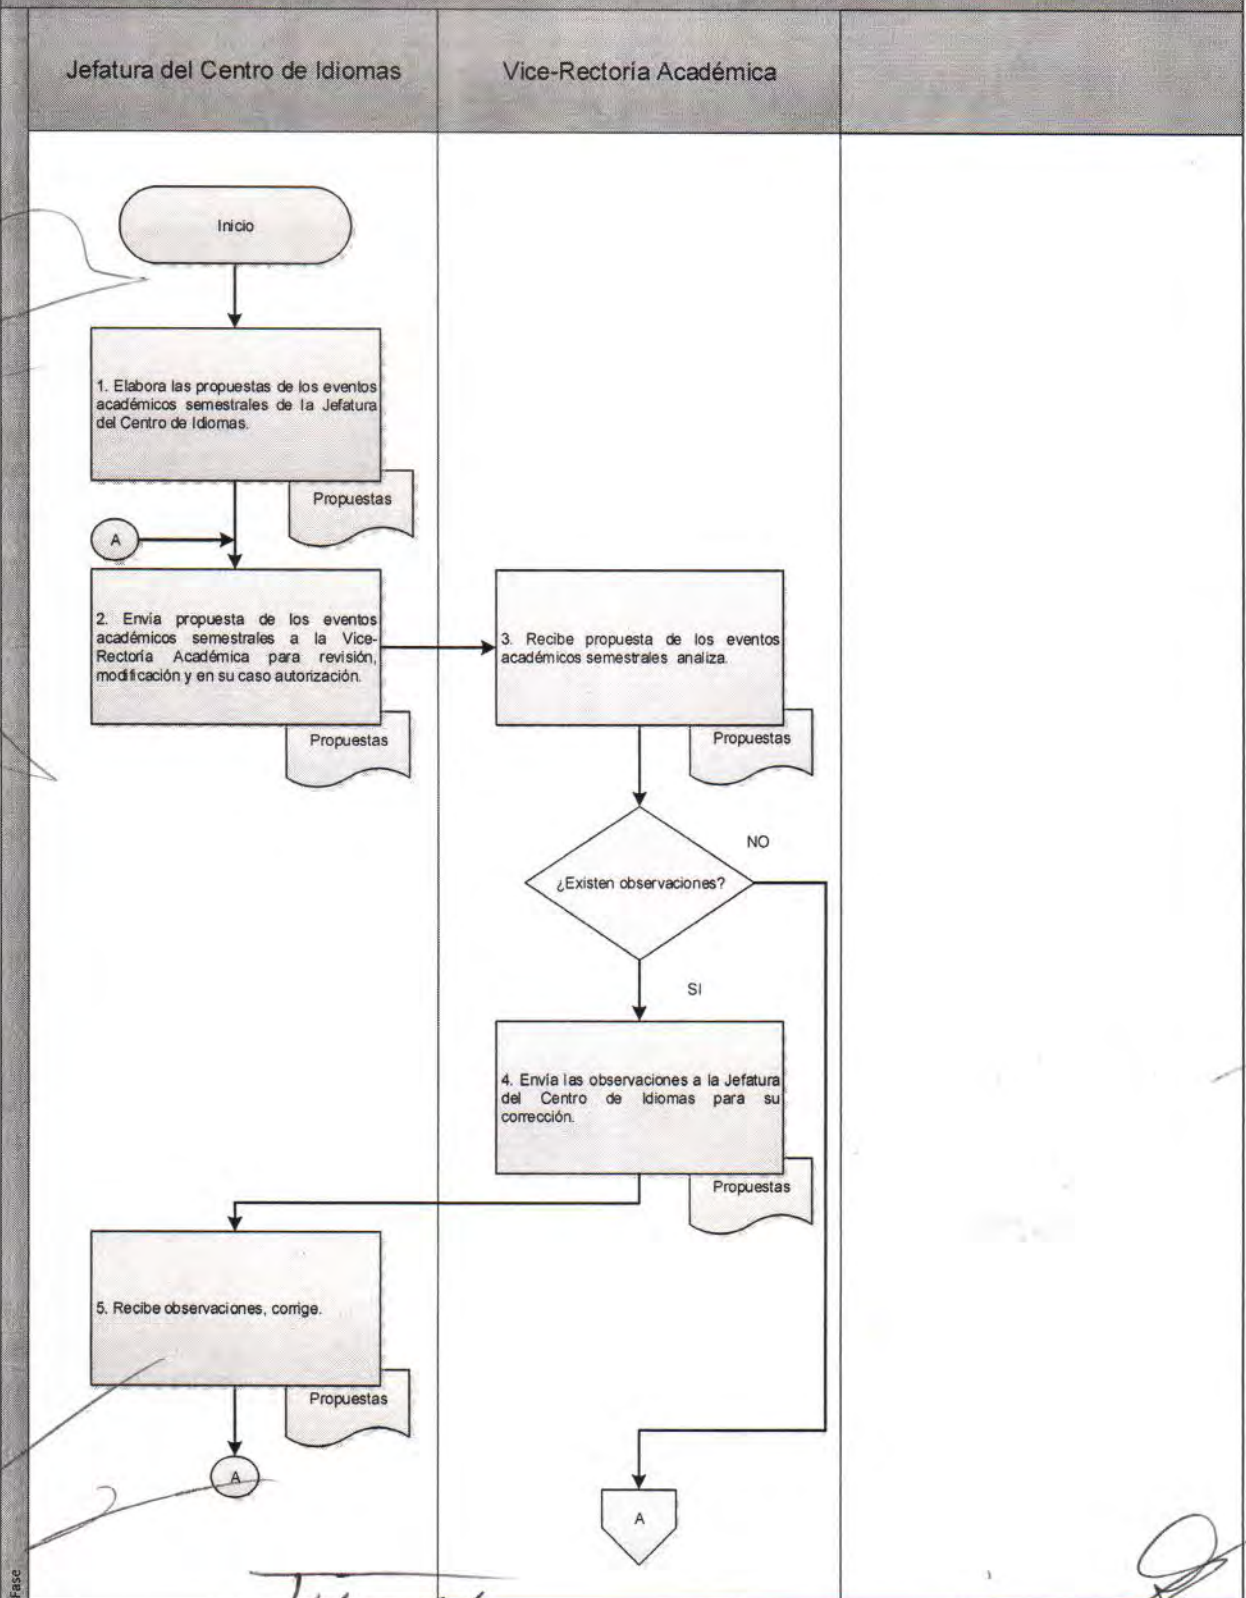 Jefatura del Centro de Idiomas
Vice-Rectoría Académica
Inicio
1. Elabora las propuestas de los eventos
académicos semestrales de la Jefatura
del Centro de Idiomas.
Propuestas
A
2. Envía propuesta de los eventos
académicos semestrales a la Vice-
Rectoría Académica para revisión,
modificación y en su caso autorización.
Propuestas
3. Recibe propuesta de los eventos
académicos semestrales analiza.
Propuestas
¿Existen observaciones?
NO
SI
4. Envía las observaciones a la Jefatura
del Centro de Idiomas para su
corrección.
Propuestas
5. Recibe observaciones, corrige.
Propuestas
A
A
Fase